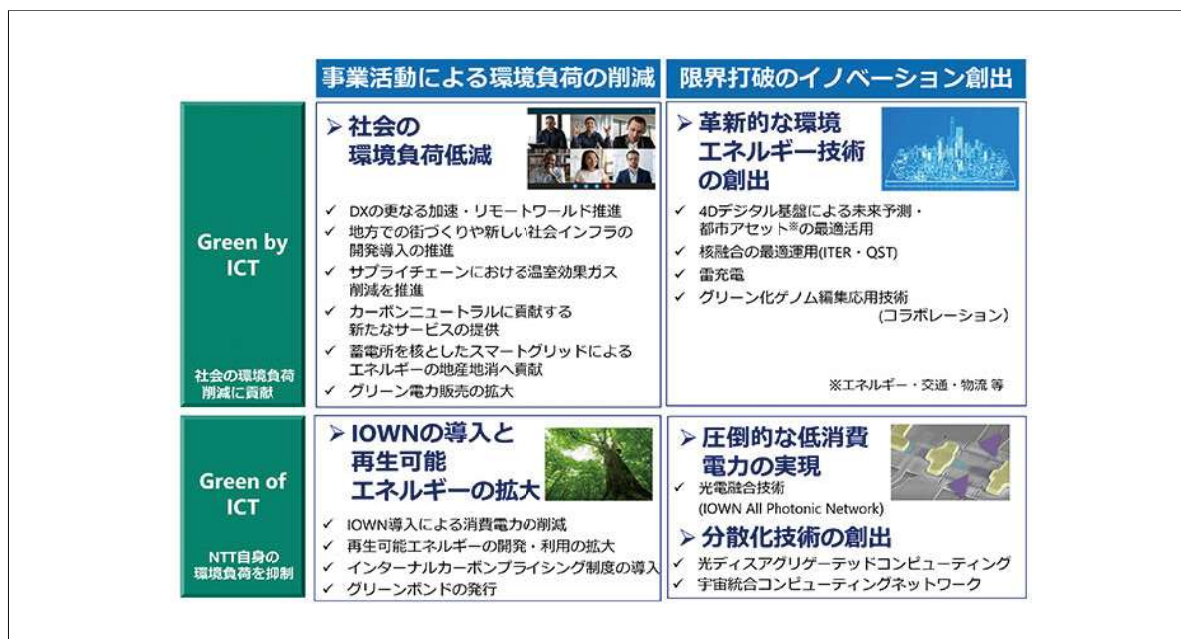 事業活動による環境負荷の削減
限界打破のイノベーション創出
Green by
ICT
社会の環境負荷
削減に貢献
➢ 社会の
環境負荷低減
✓ DXの更なる加速・リモートワールド推進
✓ 地方での街づくりや新しい社会インフラの
開発導入の推進
✓ サプライチェーンにおける温室効果ガス
削減を推進
✓ カーボンニュートラルに貢献する
新たなサービスの提供
✓ 蓄電所を核としたスマートグリッドによる
エネルギーの地産地消へ貢献
✓ グリーン電力販売の拡大
➢ 革新的な環境
エネルギー技術
の創出
✓ 4Dデジタル基盤による未来予測・
都市アセット※の最適活用
✓ 核融合の最適運用(ITER・QST)
✓ 雷充電
✓ グリーン化ゲノム編集応用技術
(コラボレーション）
※エネルギー・交通・物流 等
Green of
ICT
NTT自身の
環境負荷を抑制
➢ IOWNの導入と
再生可能
エネルギーの拡大
✓ IOWN導入による消費電力の削減
✓ 再生可能エネルギーの開発・利用の拡大
✓ インターナルカーボンプライシング制度の導入
✓ グリーンボンドの発行
➢ 圧倒的な低消費
電力の実現
✓ 光電融合技術
(IOWN All Photonic Network)
➢ 分散化技術の創出
✓ 光ディスアグリゲーテッドコンピューティング
✓ 宇宙統合コンピューティングネットワーク